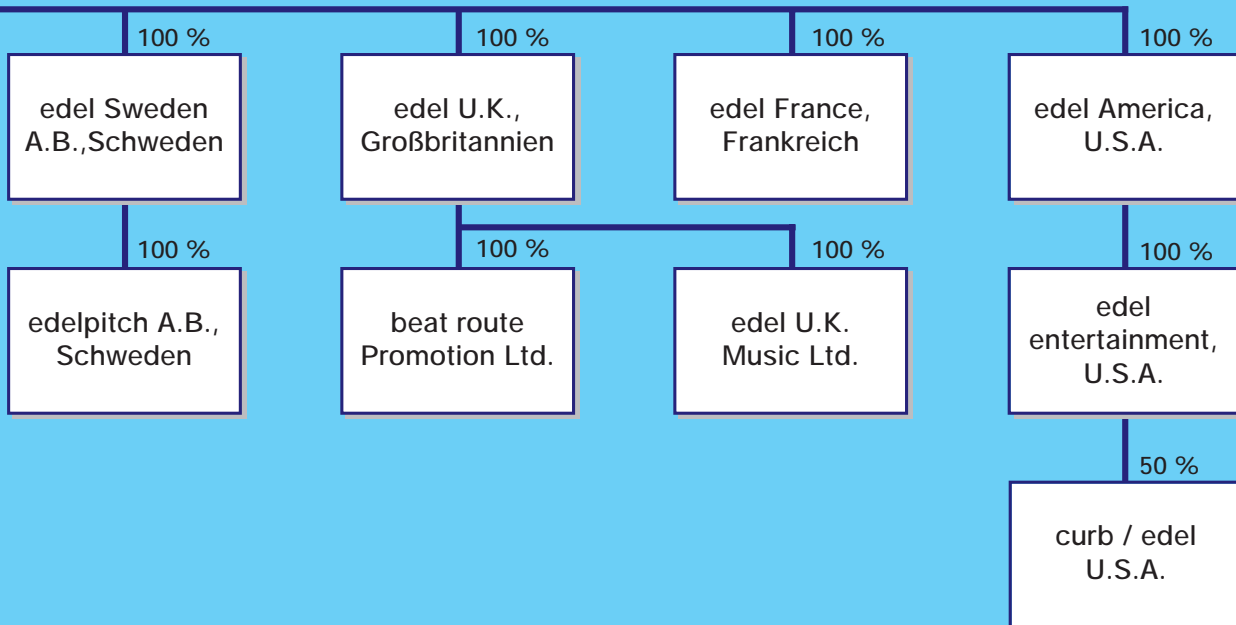 100 %
100 %
100 %
100 %
edel Sweden
A.B.,Schweden
edel U.K.,
Großbritannien
edel France,
Frankreich
edel America,
U.S.A.
100 %
100 %
100 %
100 %
edelpitch A.B.,
Schweden
beat route
Promotion Ltd.
edel U.K.
Music Ltd.
edel
entertainment,
U.S.A.
50 %
curb / edel
U.S.A.